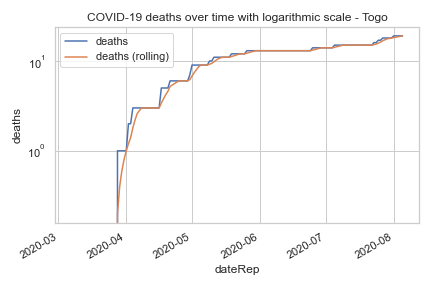 COVID-19 deaths over time with logarithmic scale - Togo
deaths
deaths (rolling)
10¹
10⁰
deaths
2020-03
2020-04
2020-05
2020-06
2020-07
2020-08
dateRep